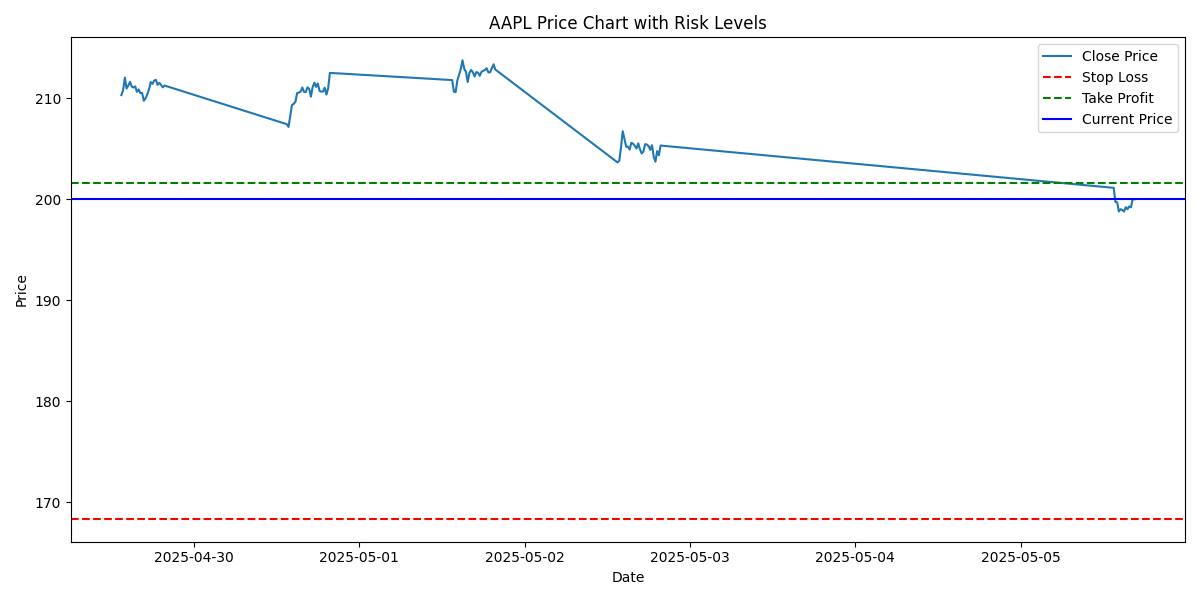 AAPL Price Chart with Risk Levels
Close Price
Stop Loss
Take Profit
Current Price
210
200
190
180
170
Price
2025-04-30
2025-05-01
2025-05-02
2025-05-03
2025-05-04
2025-05-05
Date